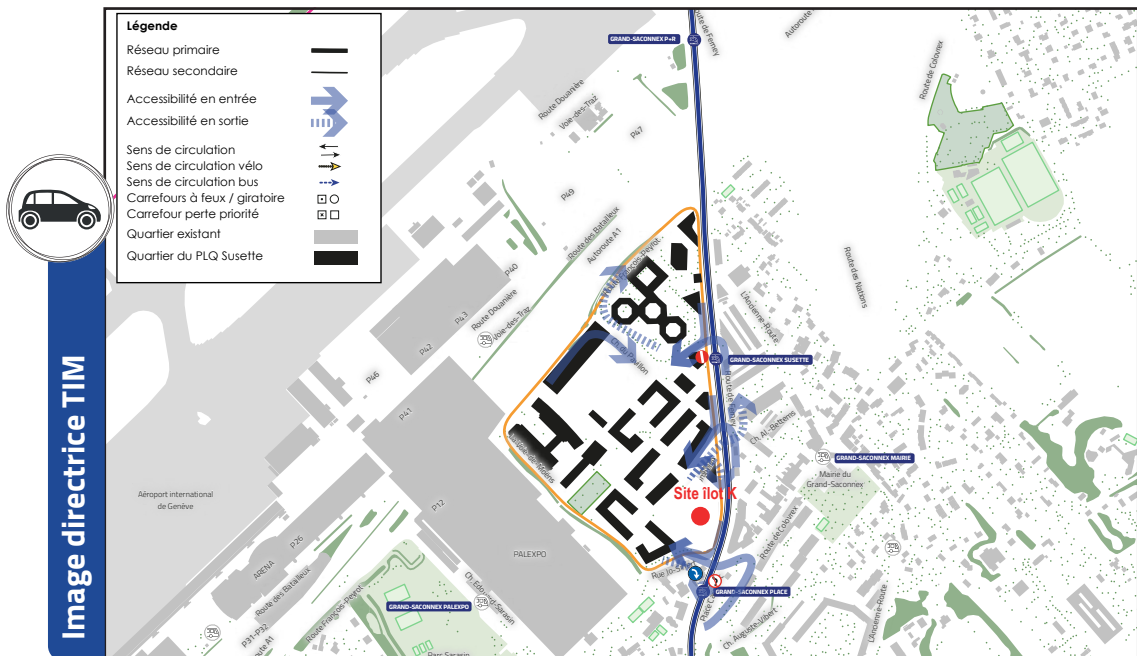 Image directrice TIM
Légende
Réseau primaire
Réseau secondaire
Accessibilité en entrée
Accessibilité en sortie
Sens de circulation
Sens de circulation vélo
Sens de circulation bus
Carrefours à feux / giratoire
Carrefour perte priorité
Quartier existant
Quartier du PLQ Susette
GRAND-SACONNEX P+R
Route de Ferney
Autoroute
Route de Colovrex
Route Douanière
Voie-des-Traz
P47
P49
Route des Batailleux
Autoroute A1
P40
Route Douanière
Voie-des-Traz
P43
P42
P46
P41
Route des Nations
L'Ancienne-Route
GRAND-SACONNEX SUSETTE
Route de Ferney
Ch. Al.-Betems
GRAND-SACONNEX MAIRIE
Mairie du
Grand-Saconnex
Site îlot K
Aéroport international
de Genève
P12
PALEXPO
P26
ARENA
Route des Batailleux
Route François-Peyrot
Ch. Edouard-Sarasin
GRAND-SACONNEX PALEXPO
P31-P32
Route A1
Parc Sarasin
Route de Colovrex
GRAND-SACONNEX PLACE
Ch. Auguste-Vilbert
L'Ancienne-Route